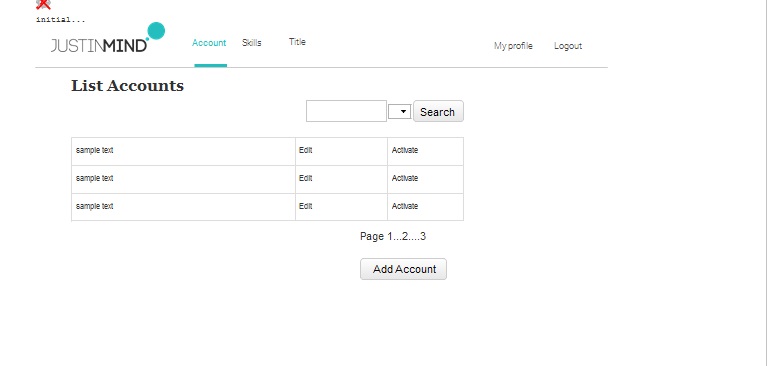 initial...
JUSTINMIND Account Skills Title My profile Logout
List Accounts
Search
sample text Edit Activate
sample text Edit Activate
sample text Edit Activate
Page 1...2....3
Add Account